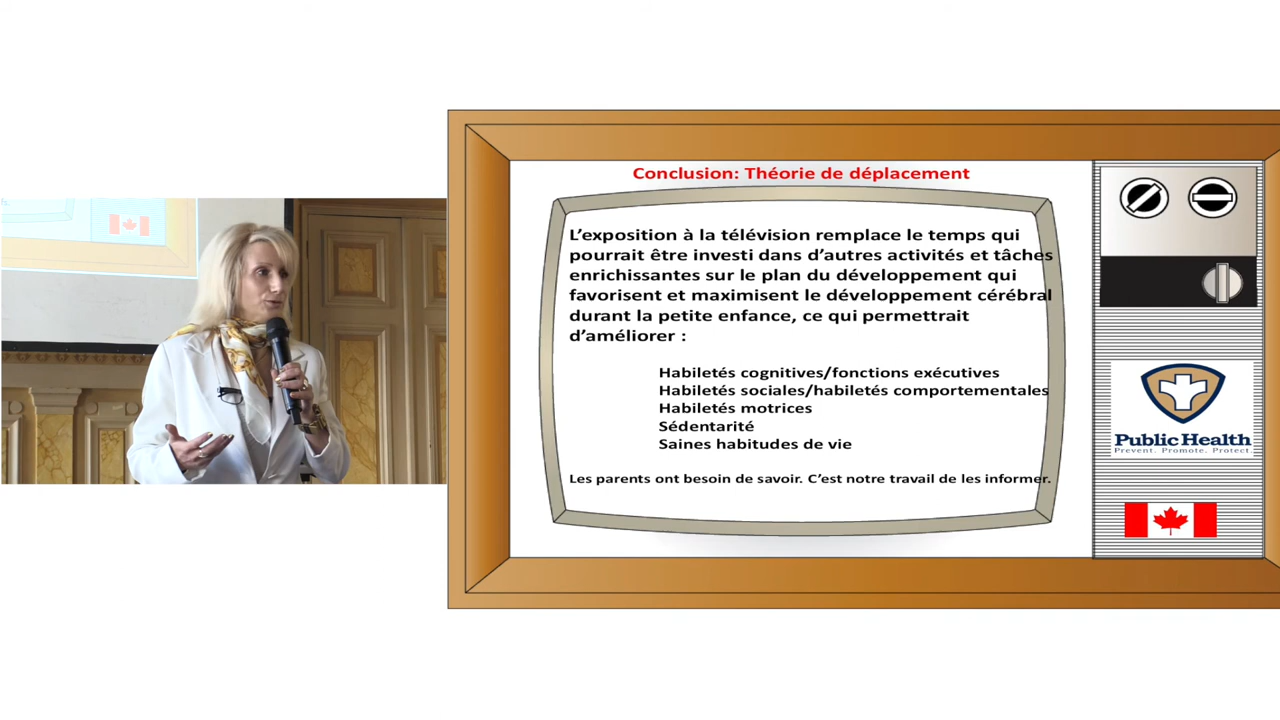 Conclusion: Théorie de déplacement
L'exposition à la télévision remplace le temps qui
pourrait être investi dans d'autres activités et tâches
enrichissantes sur le plan du développement qui
favorisent et maximisent le développement cérébral
durant la petite enfance, ce qui permettrait
d'améliorer :
Habiletés cognitives/fonctions exécutives
Habiletés sociales/habiletés comportementales
Habiletés motrices
Sédentarité
Saines habitudes de vie
Les parents ont besoin de savoir. C'est notre travail de les informer.
Public Health
Prevent. Promote. Protect.